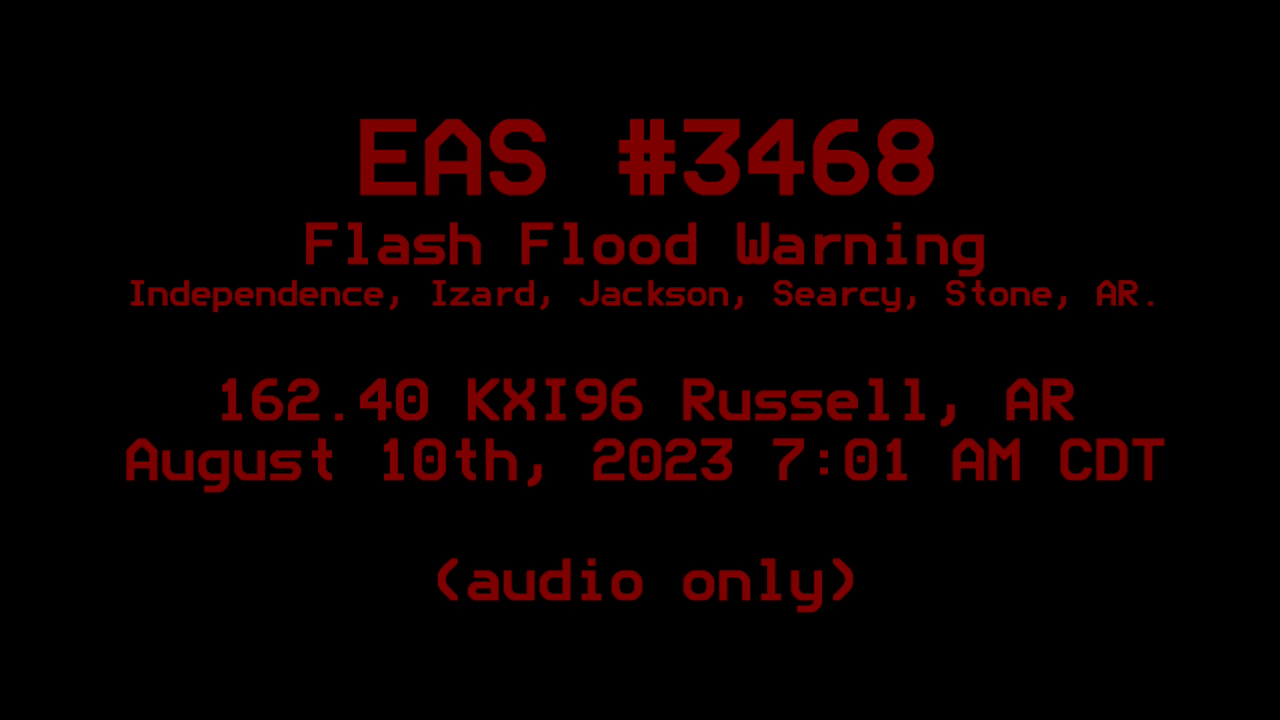 EAS #3468
Flash Flood Warning
Independence, Izard, Jackson, Searcy, Stone, AR.
162.40 KXI96 Russell, AR
August 10th, 2023 7:01 AM CDT
(audio only)